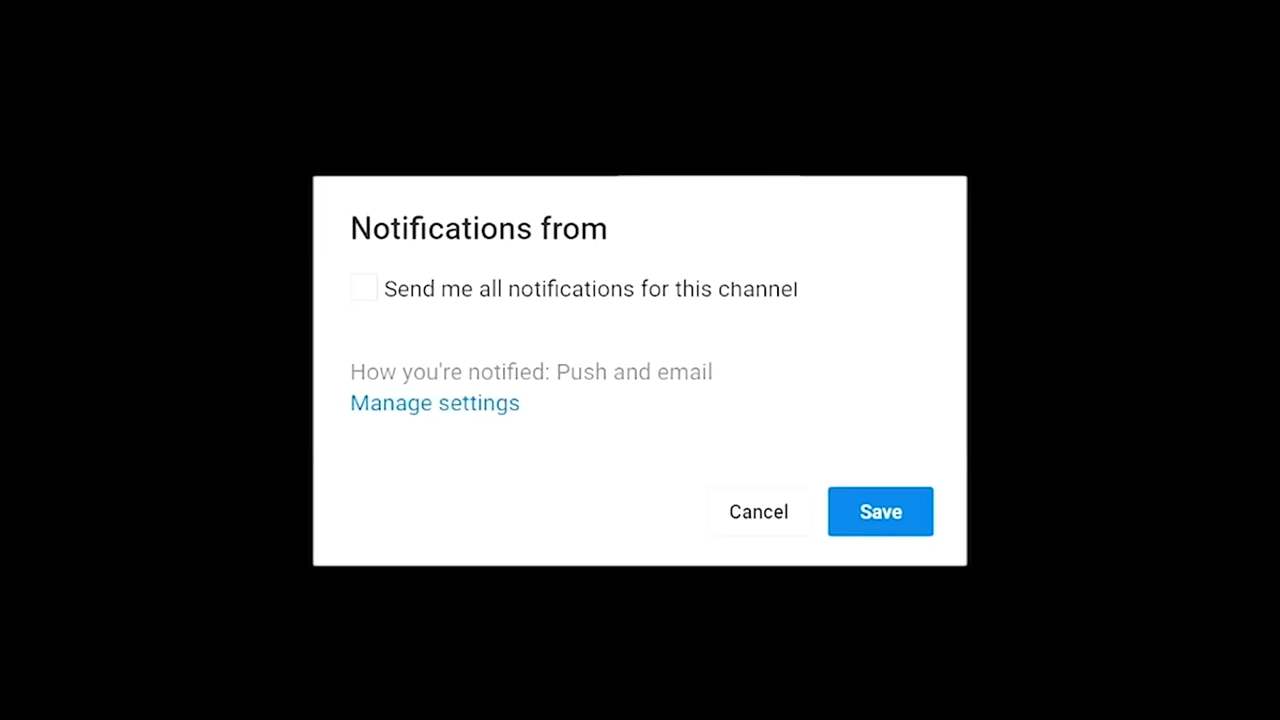 Notifications from
Send me all notifications for this channel
How you're notified: Push and email
Manage settings
Cancel
Save